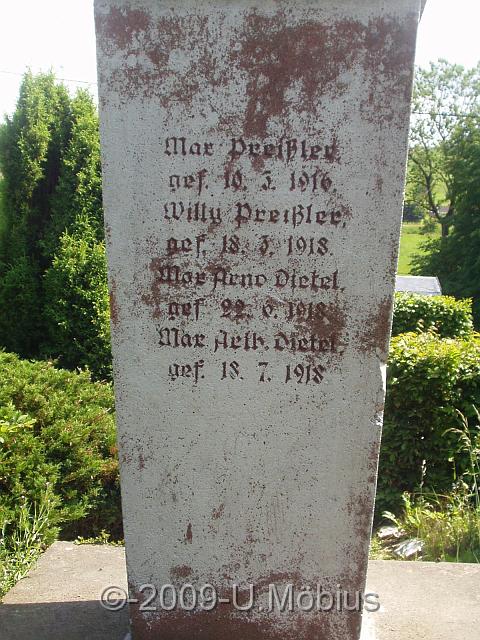 Max Preißler,
gef. 10. 3. 1916.
Willy Preißler,
gef. 18. 3. 1918.
Max Arno Dietel,
gef. 22. 6. 1918.
Max Arth. Dietel,
gef. 18. 7. 1918
©-2009-U.Möbius